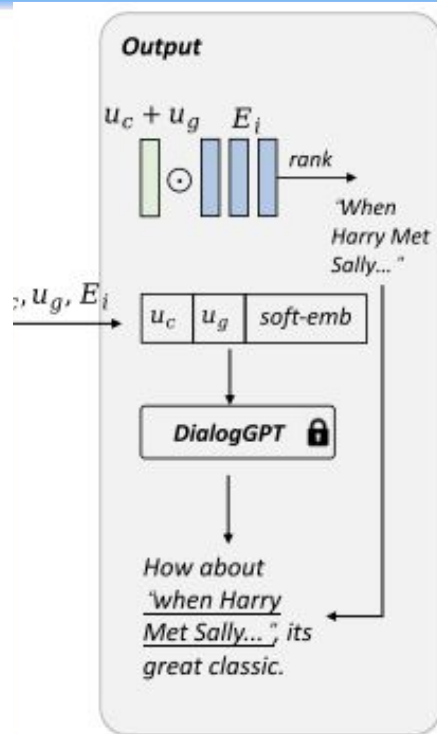 Output
u_c + u_g E_i
⊙
rank
"When
Harry Met
Sally... "
c, u_g, E_i
u_c u_g soft-emb
DialogGPT
How about
"when Harry
Met Sally... ", its
great classic.